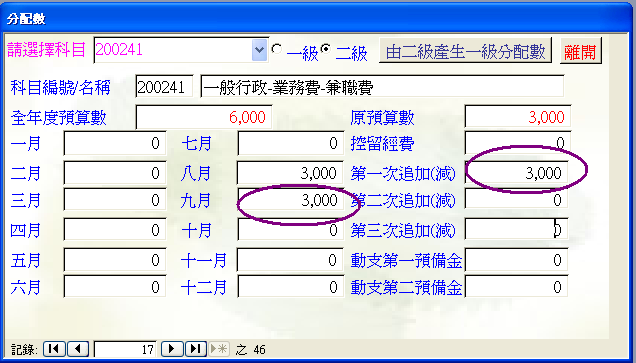 分配數
請選擇科目 200241 一級 二級 由二級產生一級分配數 離開
科目編號/名稱 200241 一般行政-業務費-兼職費
全年度預算數 6,000 原預算數 3,000
一月 0 七月 0 控留經費 0
二月 0 八月 3,000 第一次追加(減) 3,000
三月 0 九月 3,000 第二次追加(減) 0
四月 0 十月 0 第三次追加(減) 0
五月 0 十一月 0 動支第一預備金 0
六月 0 十二月 0 動支第二預備金 0
記錄: 17 之 46